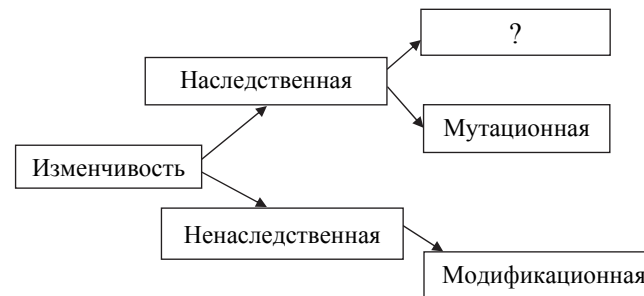 ?
Наследственная
Мутационная
Изменчивость
Ненаследственная
Модификационная